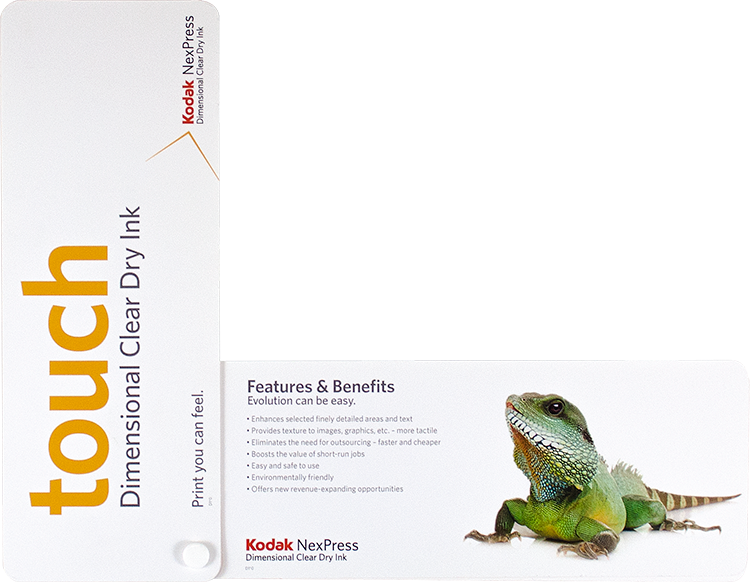 touch
Dimensional Clear Dry Ink
Print you can feel.
Kodak NexPress
Dimensional Clear Dry Ink
Features & Benefits
Evolution can be easy.
• Enhances selected finely detailed areas and text
• Provides texture to images, graphics, etc. – more tactile
• Eliminates the need for outsourcing – faster and cheaper
• Boosts the value of short-run jobs
• Easy and safe to use
• Environmentally friendly
• Offers new revenue-expanding opportunities
Kodak NexPress
Dimensional Clear Dry Ink